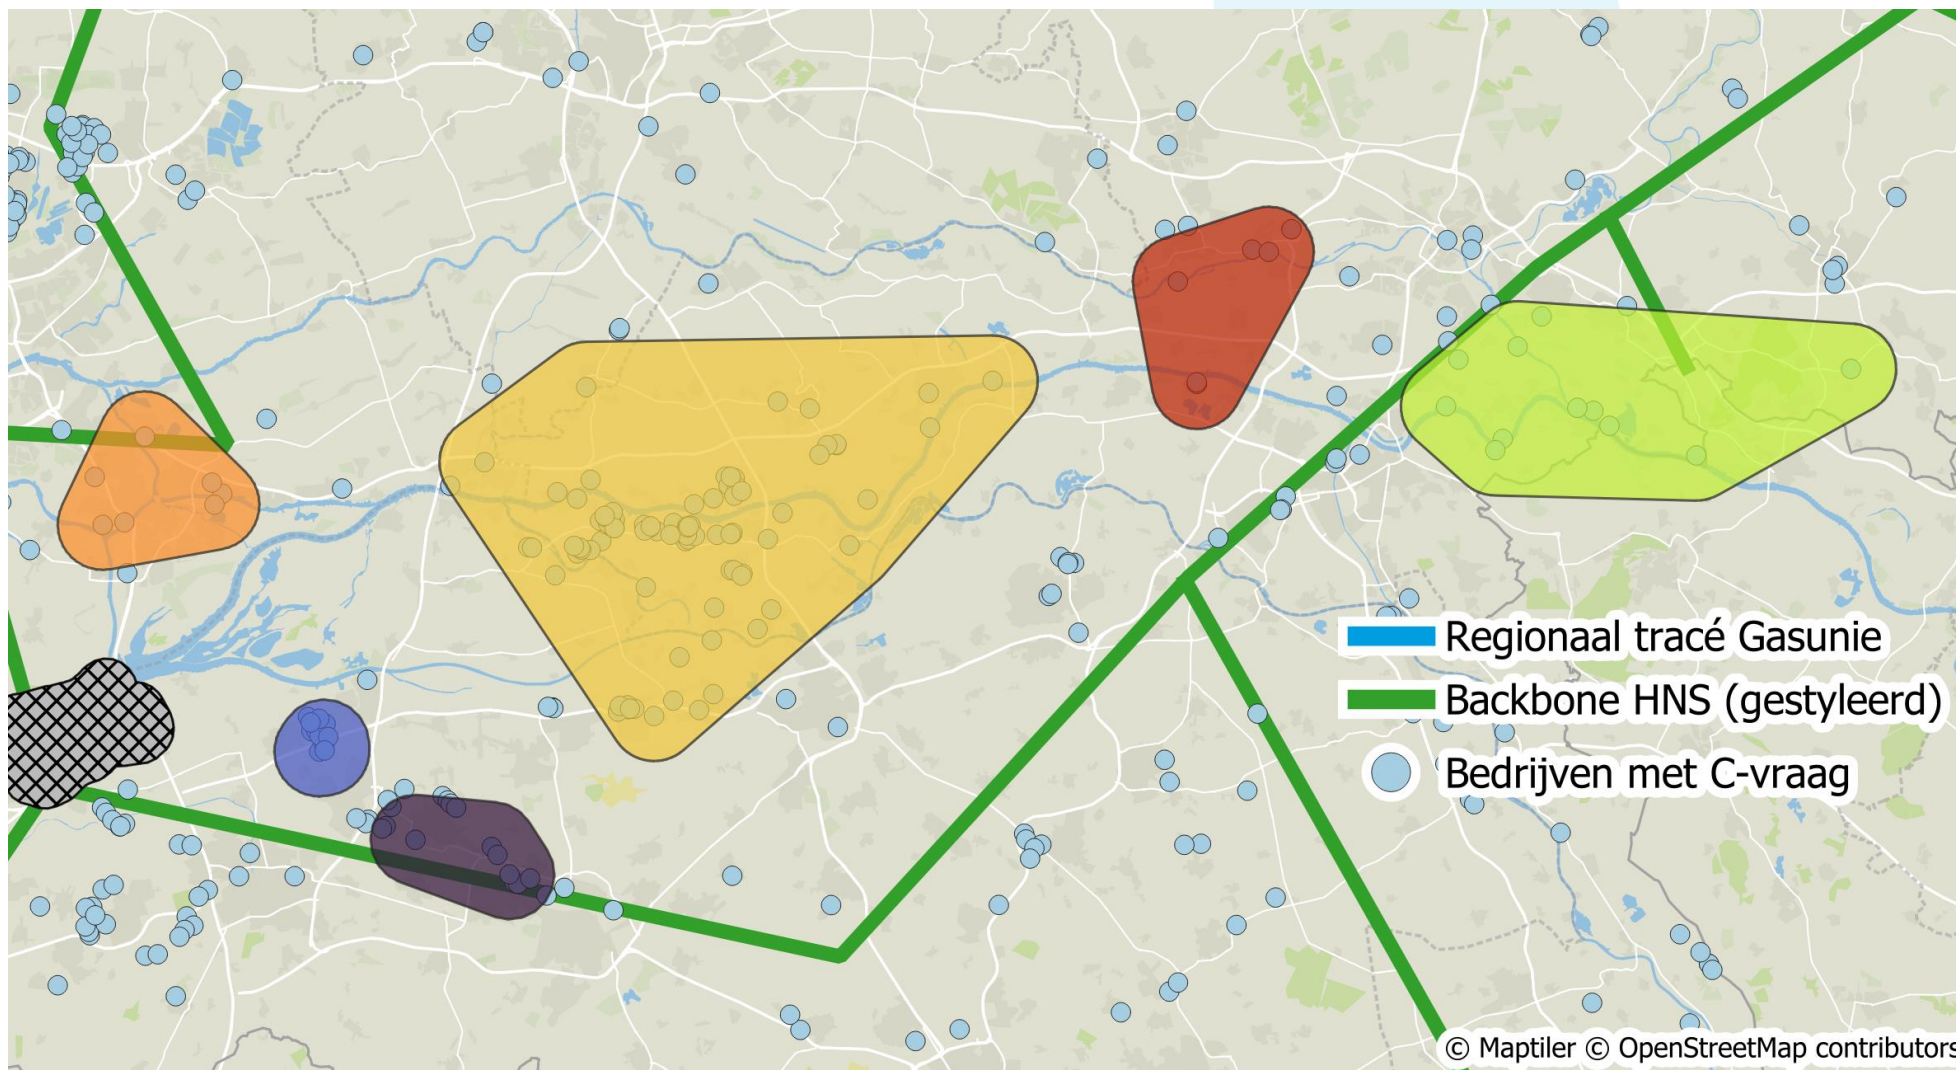 Regionaal tracé Gasunie
Backbone HNS (gestyleerd)
Bedrijven met C-vraag
© Maptiler © OpenStreetMap contributors